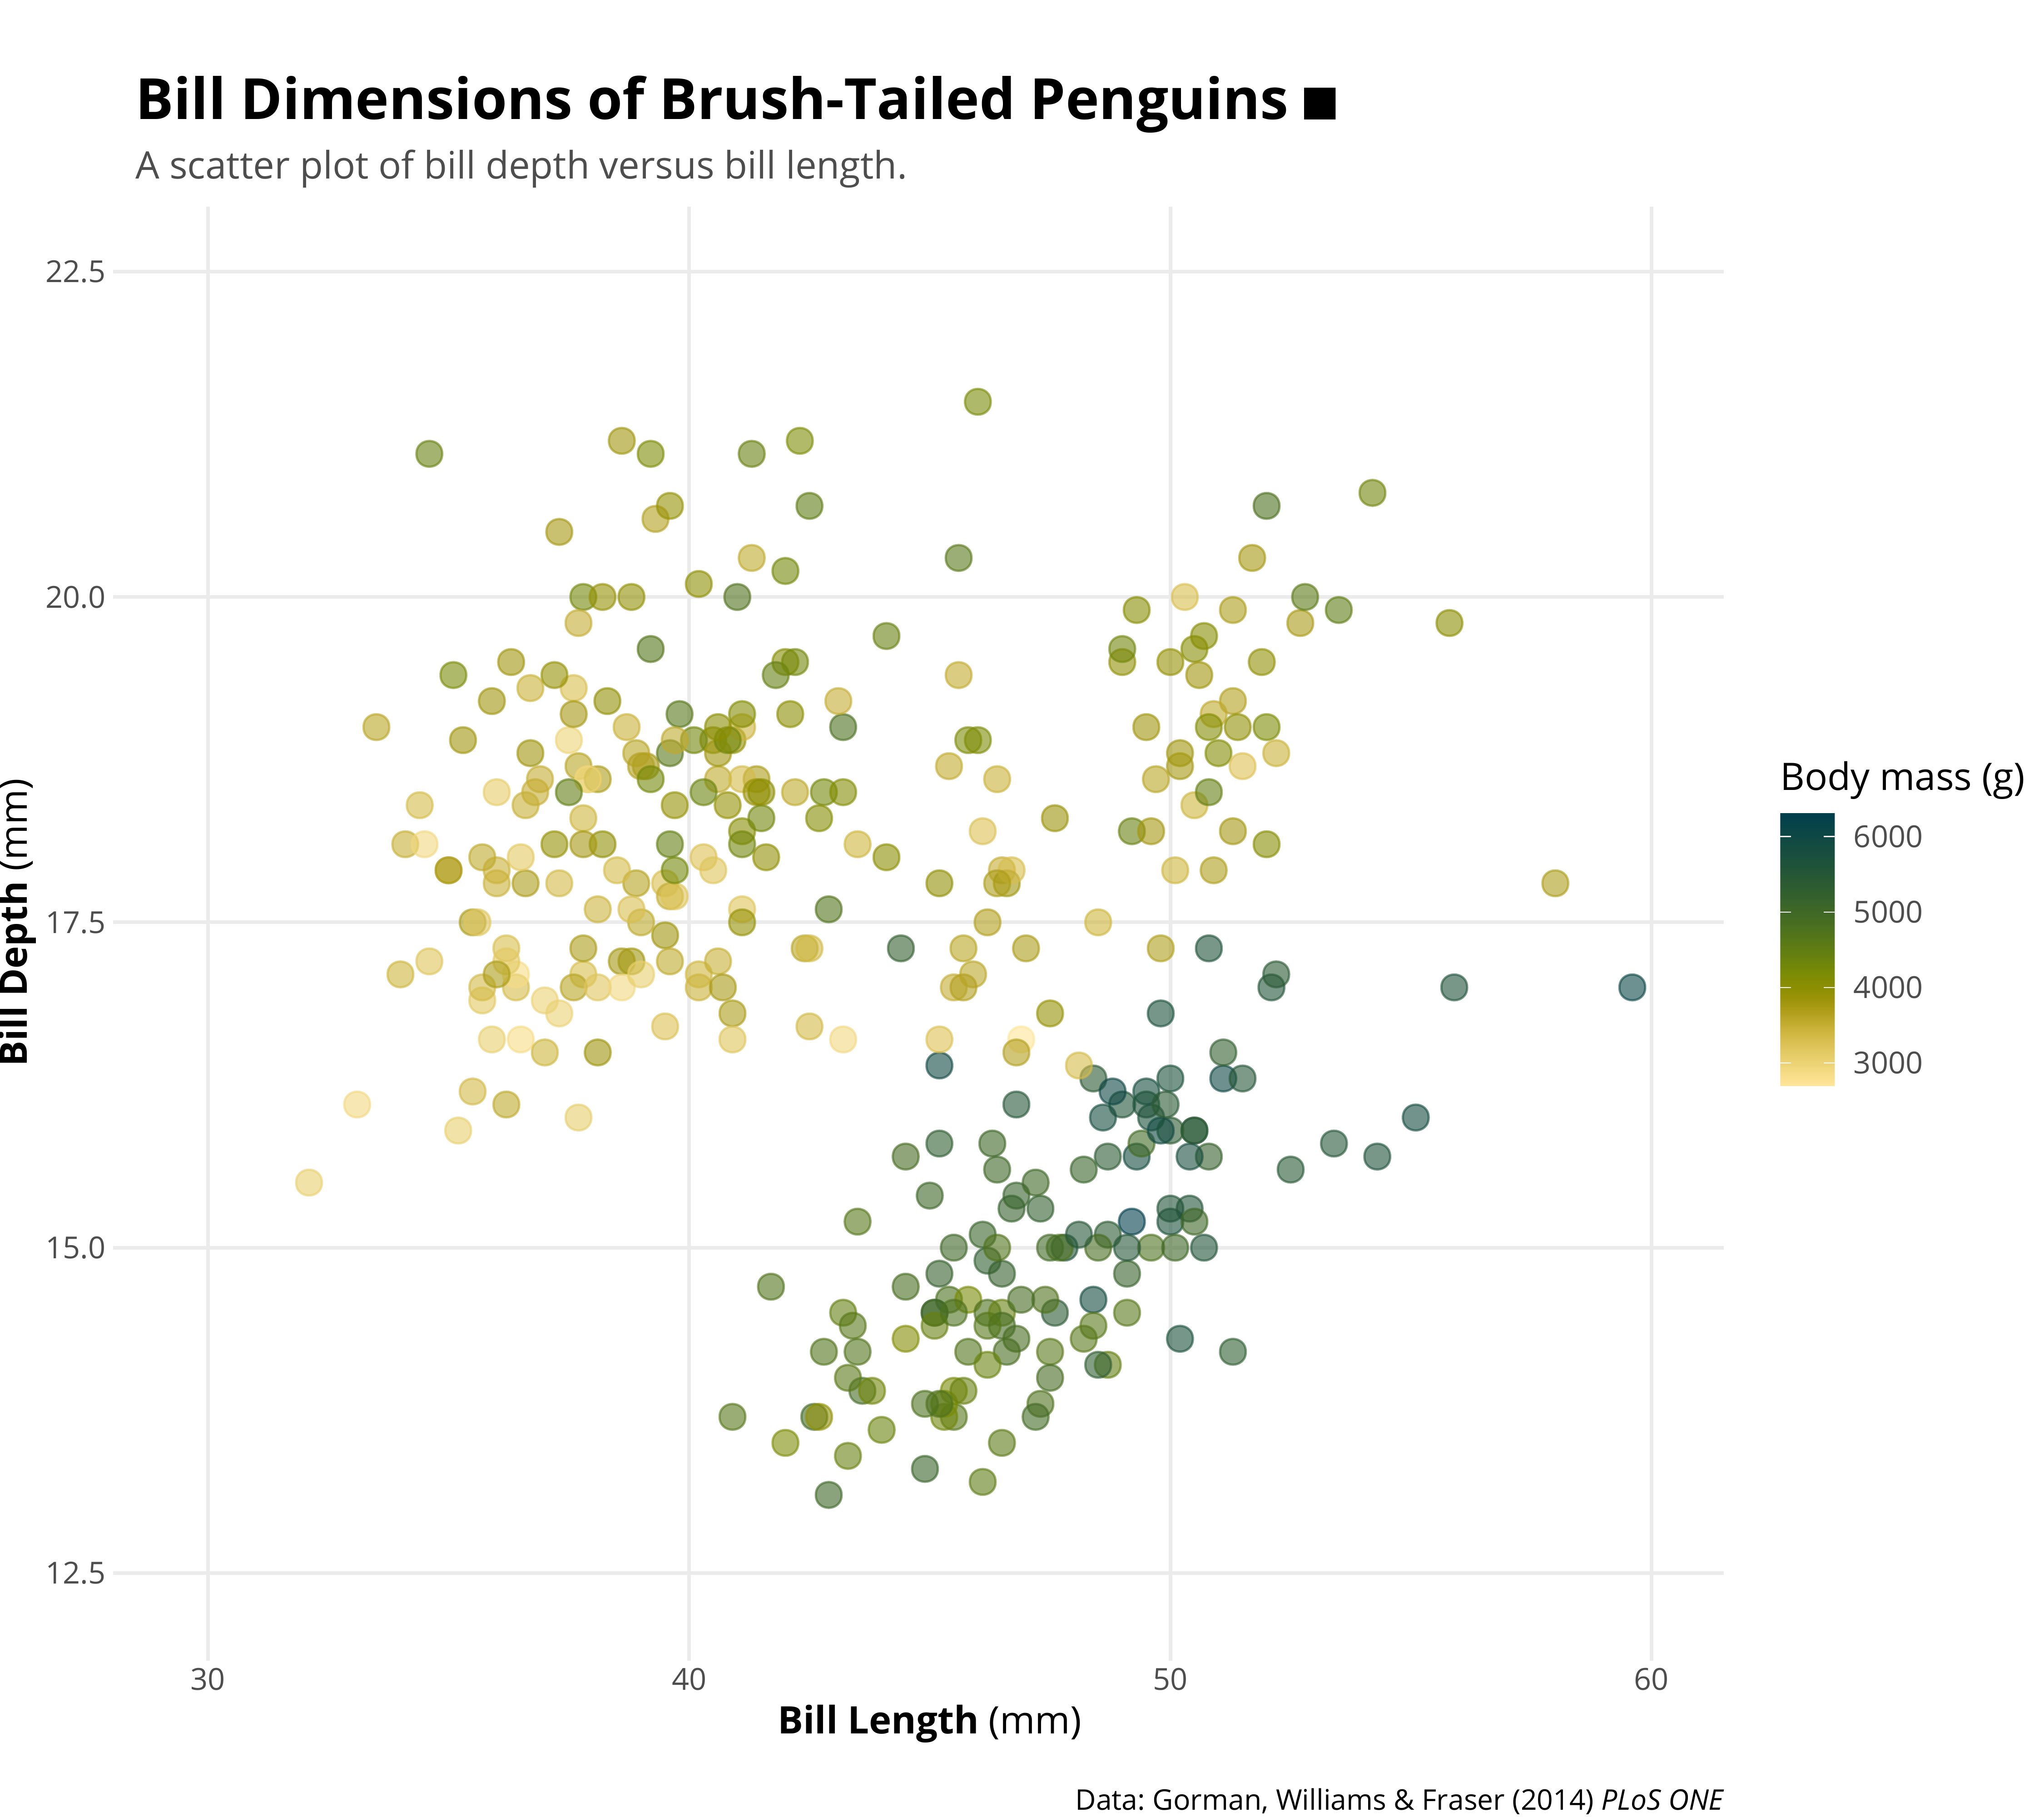 Bill Dimensions of Brush-Tailed Penguins ■
A scatter plot of bill depth versus bill length.
22.5
20.0
17.5
15.0
12.5
Bill Depth (mm)
30 40 50 60
Bill Length (mm)
Body mass (g)
6000
5000
4000
3000
Data: Gorman, Williams & Fraser (2014) PLoS ONE